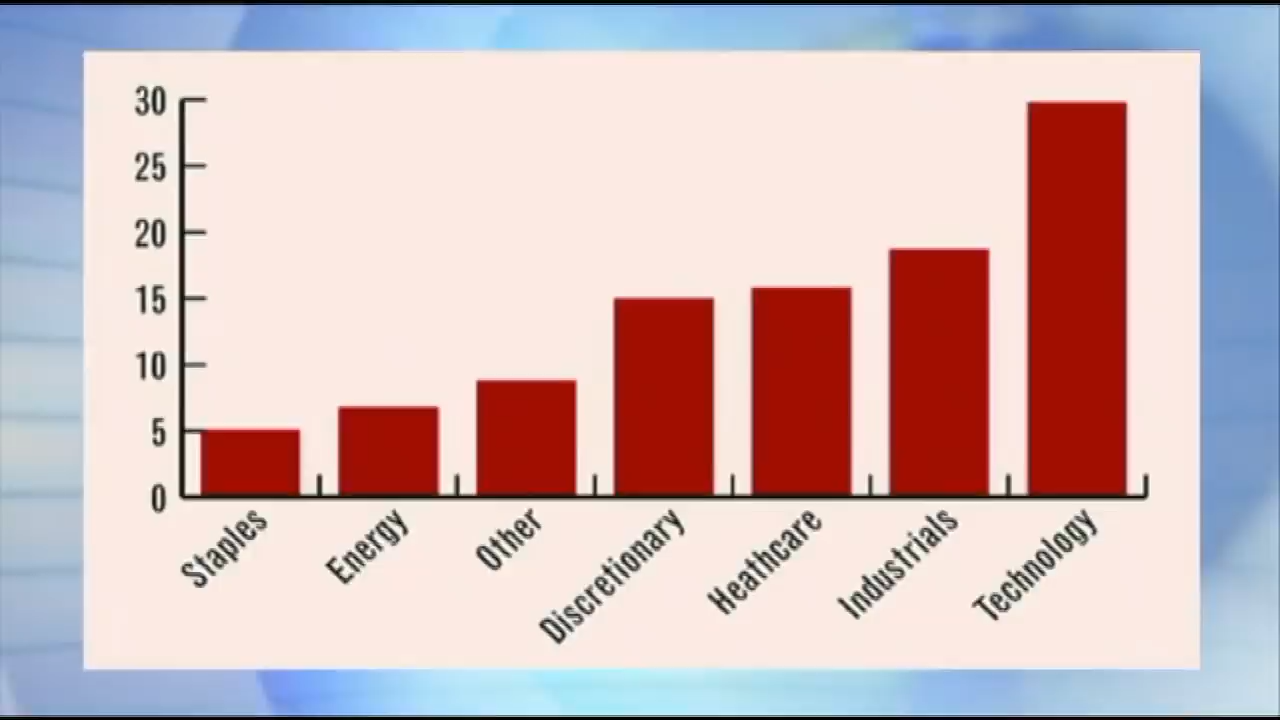 30
25
20
15
10
5
0
Staples
Energy
Other
Discretionary
Heathcare
Industrials
Technology